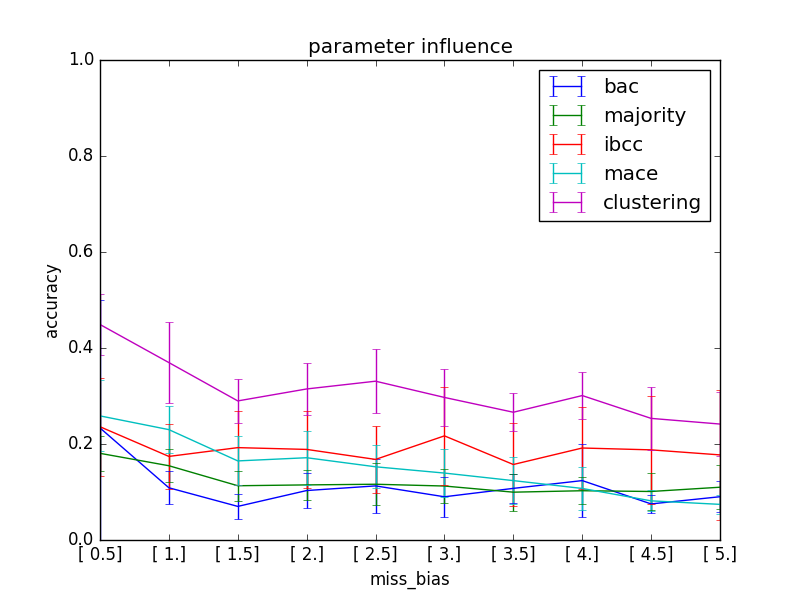 parameter influence
1.0
0.8
0.6
0.4
0.2
0.0
accuracy
bac
majority
ibcc
mace
clustering
[ 0.5] [ 1.] [ 1.5] [ 2.] [ 2.5] [ 3.] [ 3.5] [ 4.] [ 4.5] [ 5.]
miss_bias